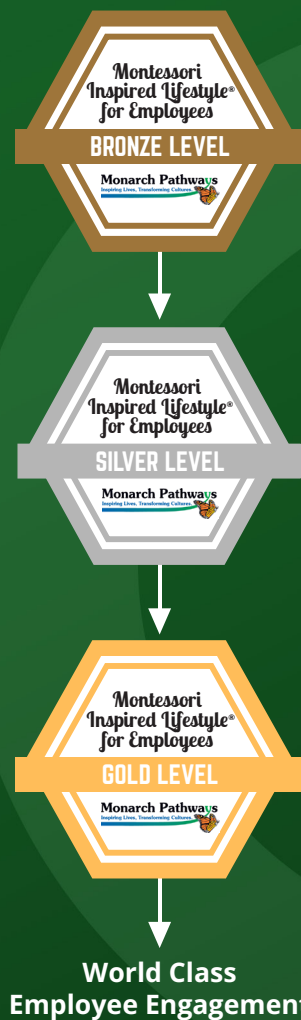 Montessori
Inspired Lifestyle®
for Employees
BRONZE LEVEL
Monarch Pathways
Inspiring Lives, Transforming Cultures.
Montessori
Inspired Lifestyle®
for Employees
SILVER LEVEL
Monarch Pathways
Inspiring Lives, Transforming Cultures.
Montessori
Inspired Lifestyle®
for Employees
GOLD LEVEL
Monarch Pathways
Inspiring Lives, Transforming Cultures.
World Class
Employee Engagement